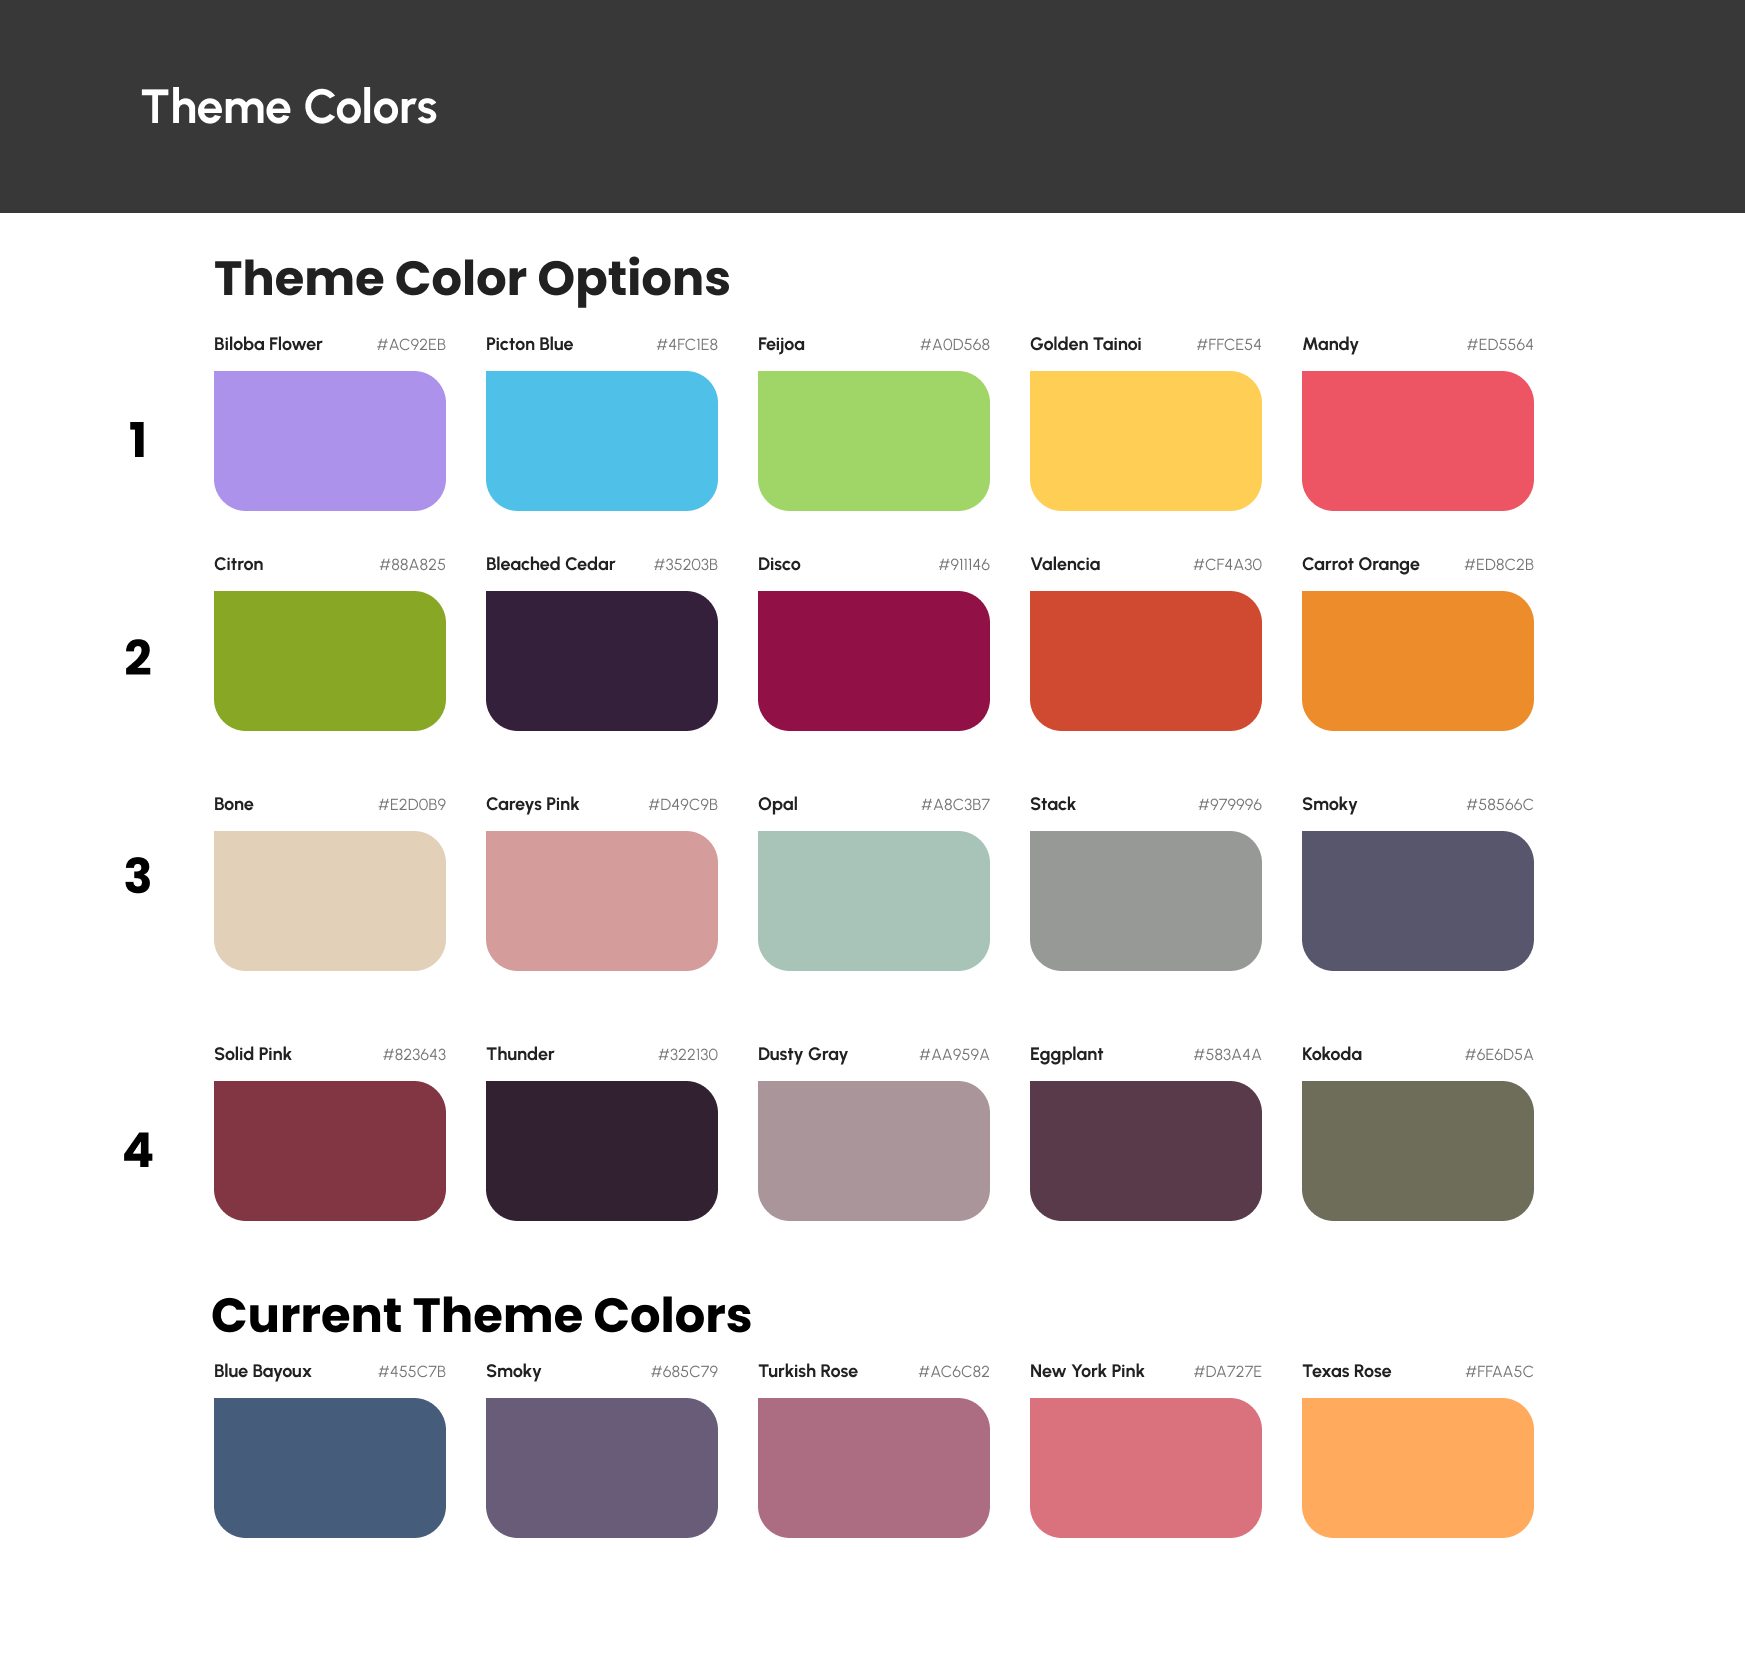 Theme Colors
Theme Color Options
Biloba Flower #AC92EB Picton Blue #4FC1E8 Feijoa #A0D568 Golden Tainoi #FFCE54 Mandy #ED5564
1
Citron #88A825 Bleached Cedar #35203B Disco #911146 Valencia #CF4A30 Carrot Orange #ED8C2B
2
Bone #E2D0B9 Careys Pink #D49C9B Opal #A8C3B7 Stack #979996 Smoky #58566C
3
Solid Pink #823643 Thunder #322130 Dusty Gray #AA959A Eggplant #583A4A Kokoda #6E6D5A
4
Current Theme Colors
Blue Bayoux #455C7B Smoky #685C79 Turkish Rose #AC6C82 New York Pink #DA727E Texas Rose #FFAA5C